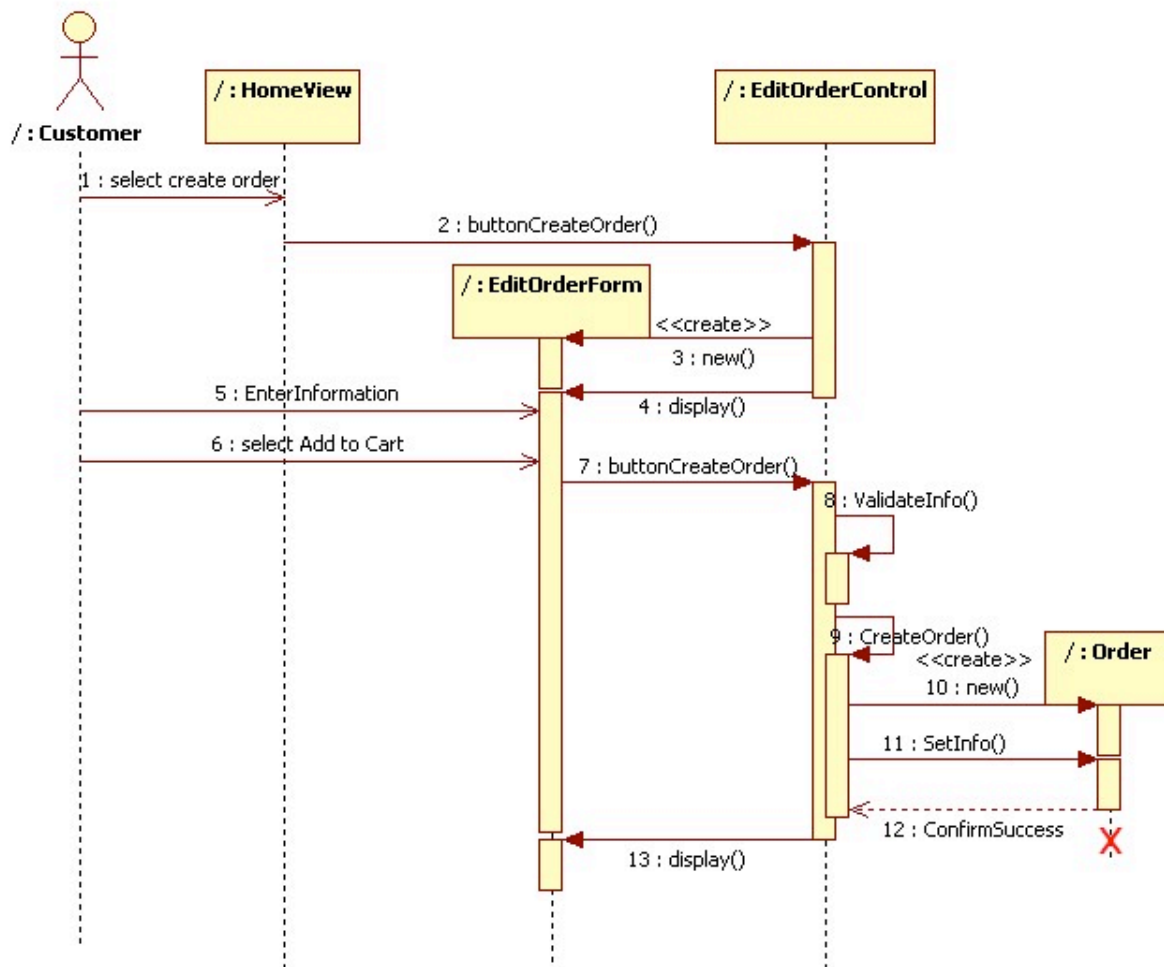 / : Customer
/ : HomeView
/ : EditOrderControl
1 : select create order
2 : buttonCreateOrder()
/ : EditOrderForm
<<create>>
3 : new()
4 : display()
5 : EnterInformation
6 : select Add to Cart
7 : buttonCreateOrder()
8 : ValidateInfo()
9 : CreateOrder()
<<create>>
/ : Order
10 : new()
11 : SetInfo()
12 : ConfirmSuccess
X
13 : display()